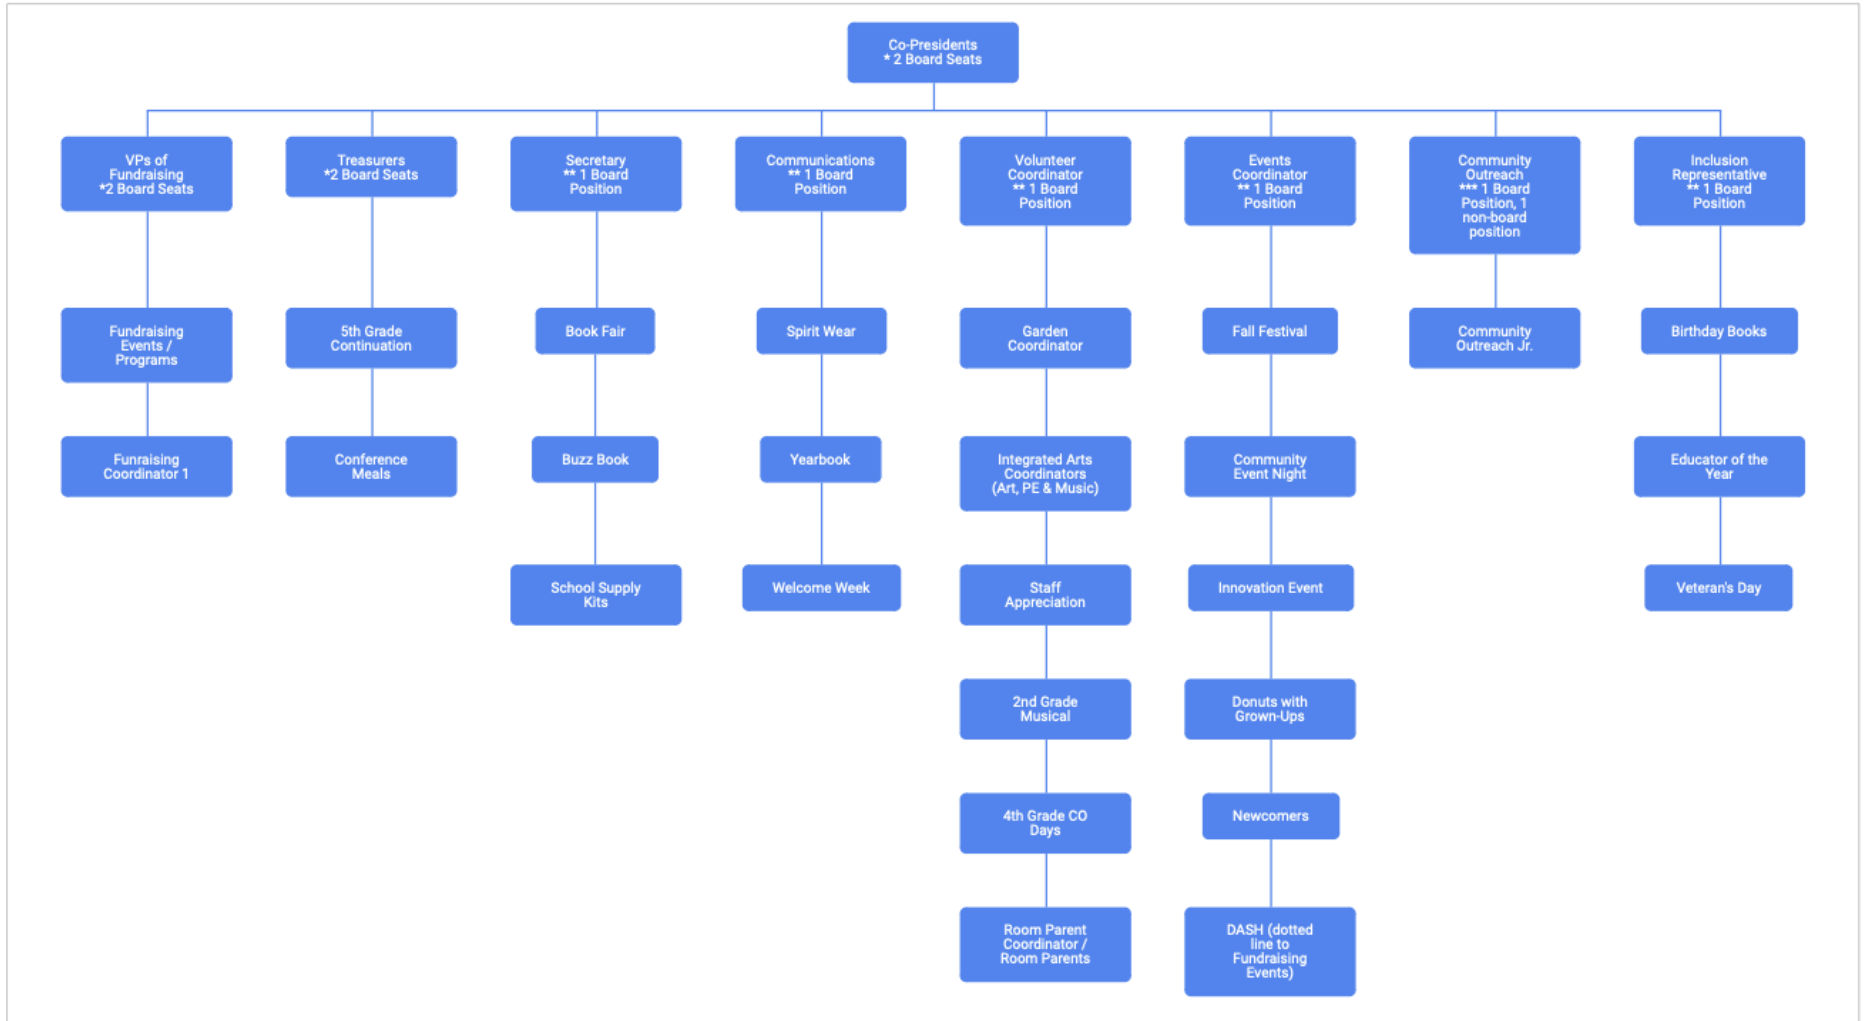 Co-Presidents
* 2 Board Seats
VPs of
Fundraising
*2 Board Seats
Treasurers
*2 Board Seats
Secretary
** 1 Board
Position
Communications
** 1 Board
Position
Volunteer
Coordinator
** 1 Board
Position
Events
Coordinator
** 1 Board
Position
Community
Outreach
*** 1 Board
Position, 1
non-board
position
Inclusion
Representative
** 1 Board
Position
Fundraising
Events /
Programs
5th Grade
Continuation
Book Fair
Spirit Wear
Garden
Coordinator
Fall Festival
Community
Outreach Jr.
Birthday Books
Funraising
Coordinator 1
Conference
Meals
Buzz Book
Yearbook
Integrated Arts
Coordinators
(Art, PE & Music)
Community
Event Night
Educator of the
Year
School Supply
Kits
Welcome Week
Staff
Appreciation
Innovation Event
Veteran's Day
2nd Grade
Musical
Donuts with
Grown-Ups
4th Grade CO
Days
Newcomers
Room Parent
Coordinator /
Room Parents
DASH (dotted
line to
Fundraising
Events)